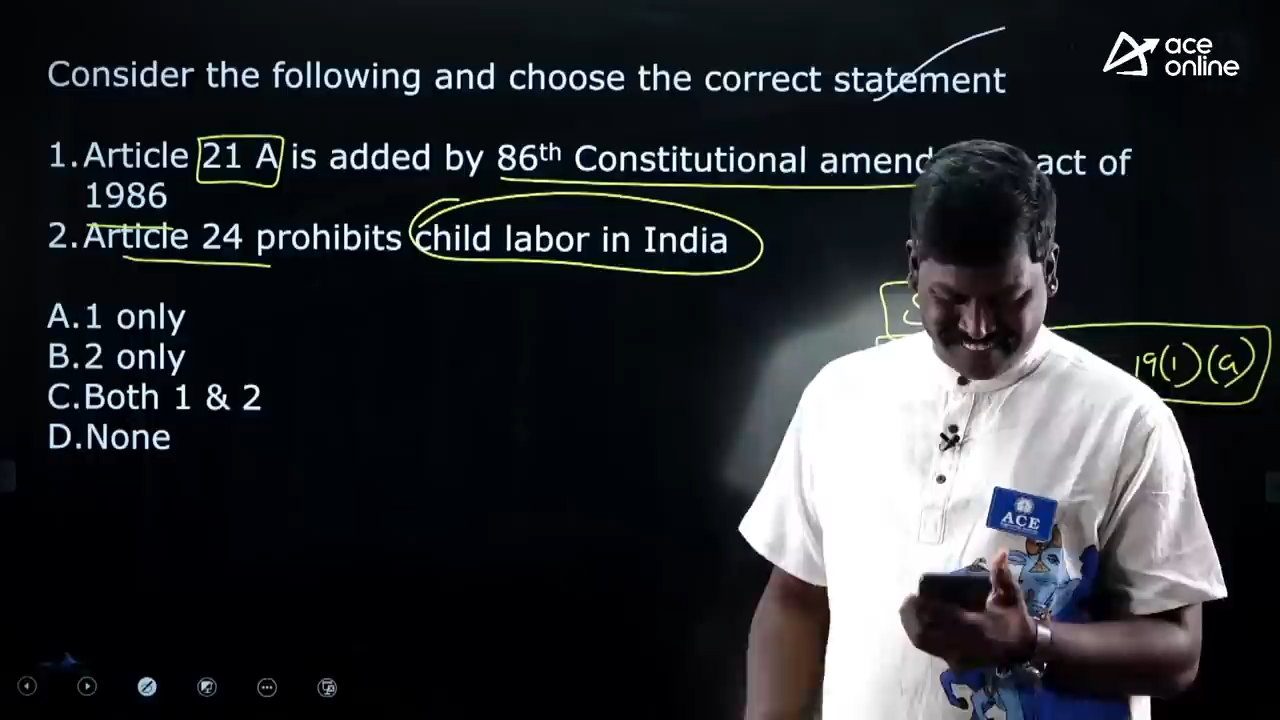 ace
online
Consider the following and choose the correct statement
1. Article 21 A is added by 86th Constitutional act of
1986
2. Article 24 prohibits child labor in India
A. 1 only
B. 2 only
C. Both 1 & 2
D. None
19(1)(a)
ACE